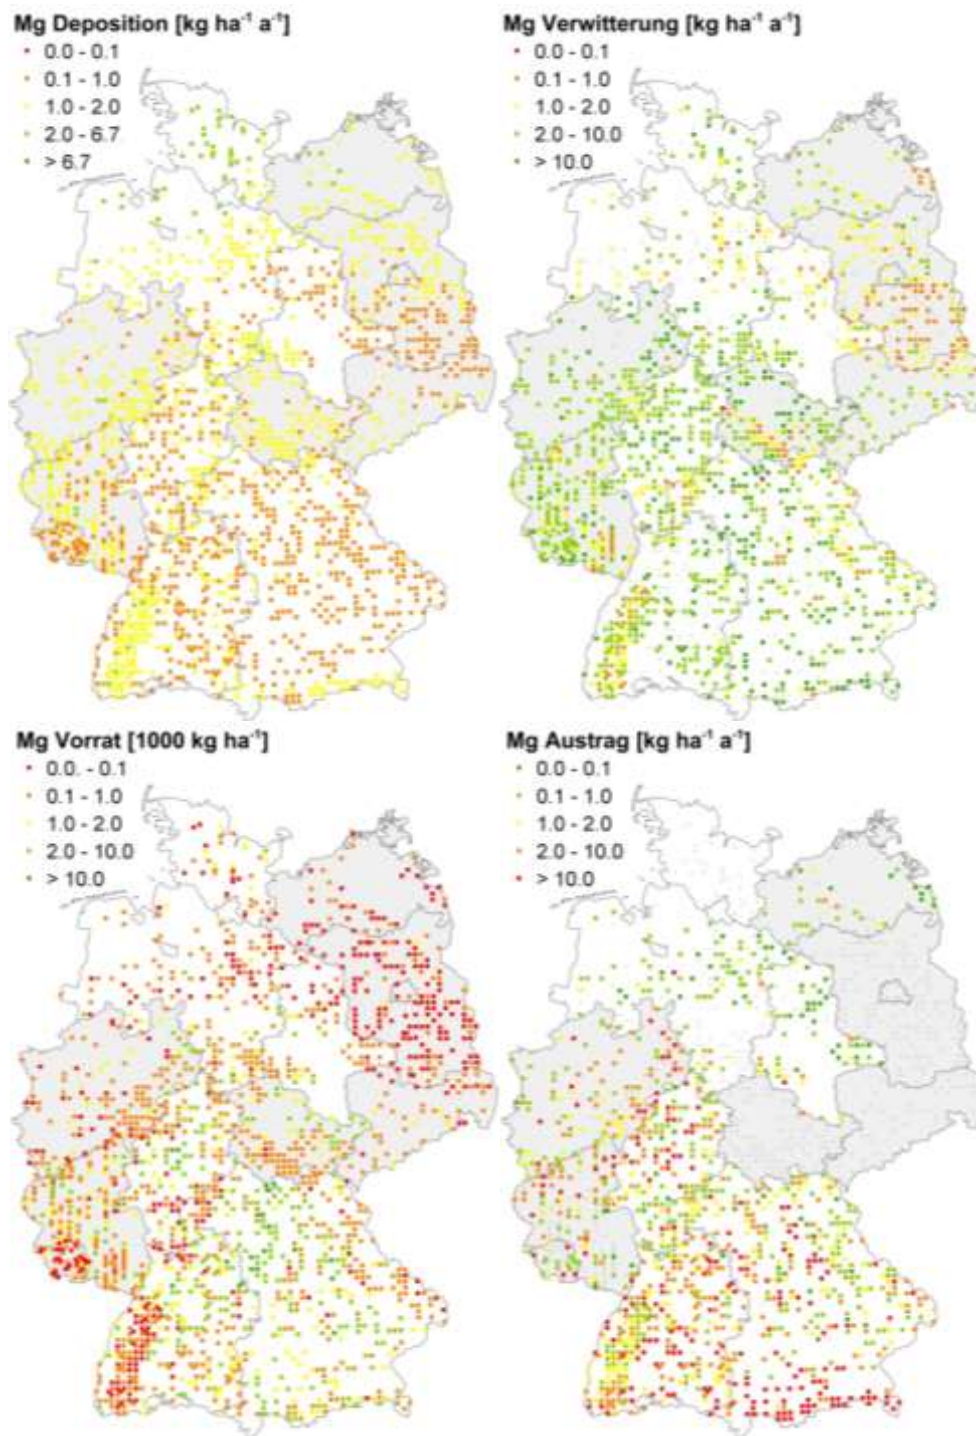 Mg Deposition [kg ha⁻¹ a⁻¹]
0.0 - 0.1
0.1 - 1.0
1.0 - 2.0
2.0 - 6.7
> 6.7
Mg Verwitterung [kg ha⁻¹ a⁻¹]
0.0 - 0.1
0.1 - 1.0
1.0 - 2.0
2.0 - 10.0
> 10.0
Mg Vorrat [1000 kg ha⁻¹]
0.0. - 0.1
0.1 - 1.0
1.0 - 2.0
2.0 - 10.0
> 10.0
Mg Austrag [kg ha⁻¹ a⁻¹]
0.0 - 0.1
0.1 - 1.0
1.0 - 2.0
2.0 - 10.0
> 10.0